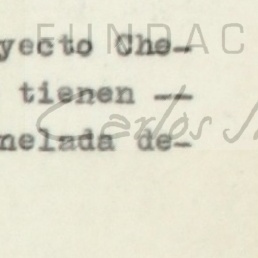 FUNDAC
yecto Che-
tienen --
nelada de-
Carlos